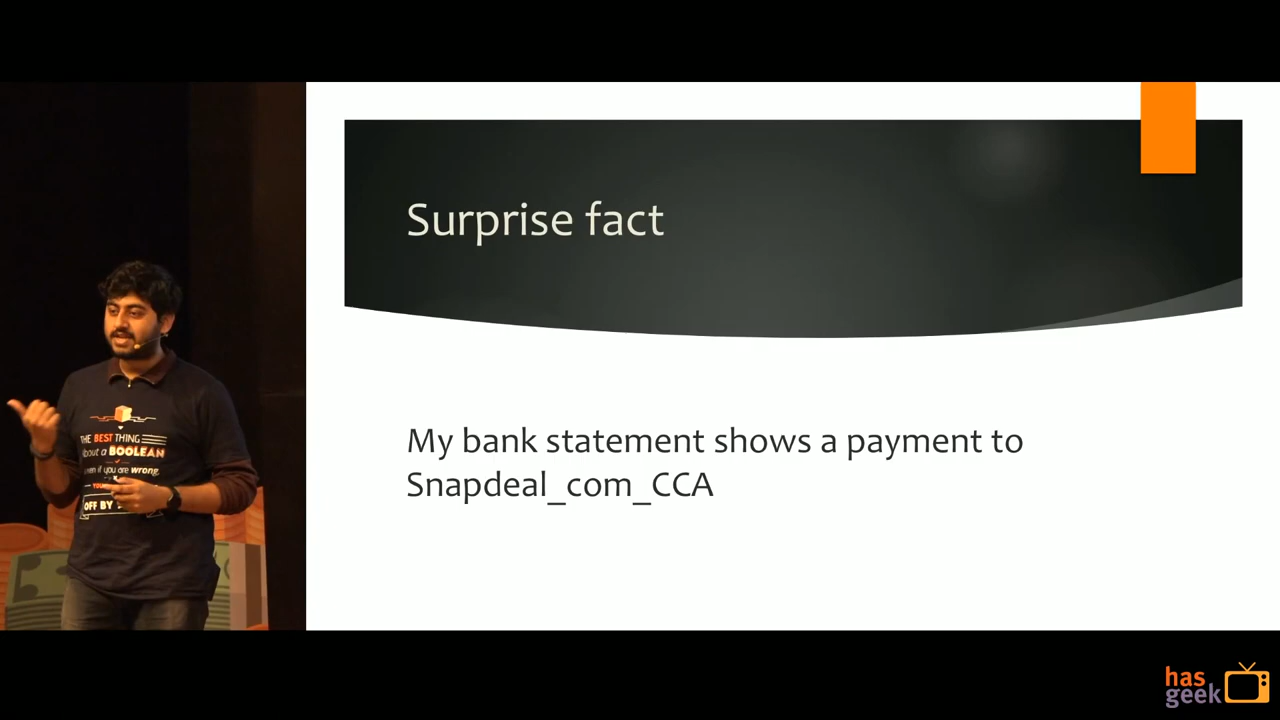 Surprise fact
My bank statement shows a payment to
Snapdeal_com_CCA
THE BEST THING
about a BOOLEAN
even if you are wrong,
OFF BY
has
geek